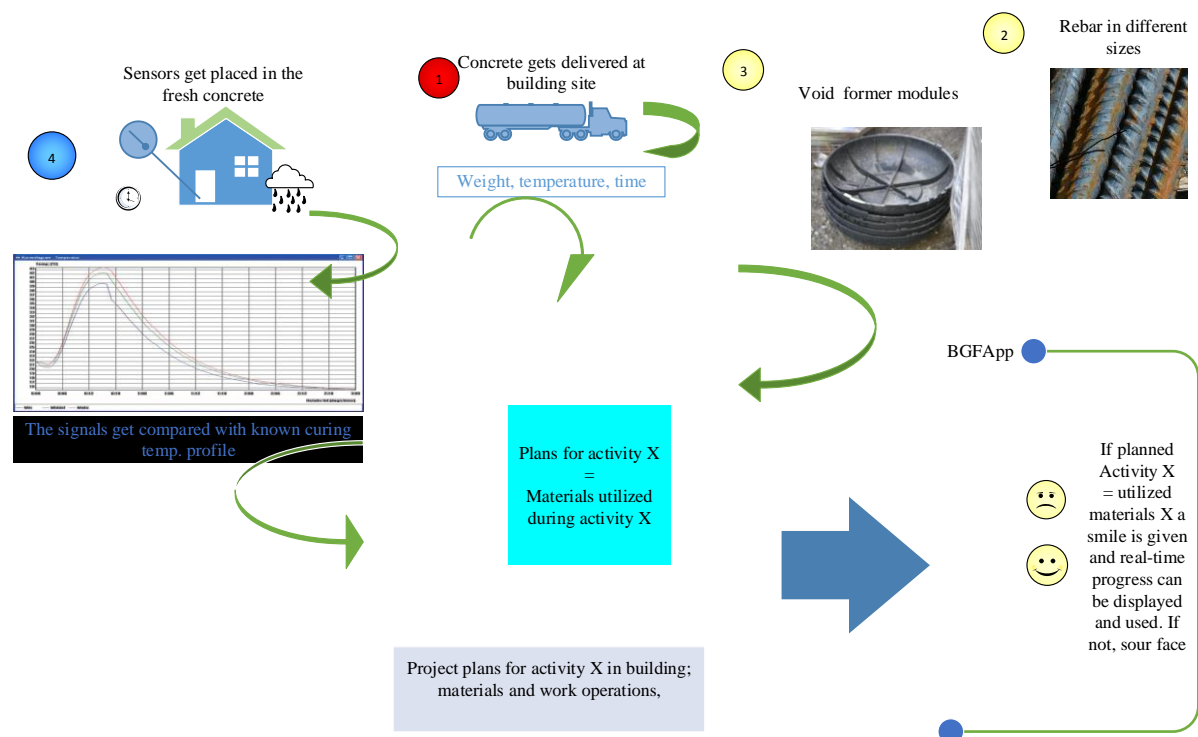 2
Rebar in different
sizes
1
Concrete gets delivered at
building site
3
Void former modules
Sensors get placed in the
fresh concrete
4
Weight, temperature, time
The signals get compared with known curing
temp. profile
BGFApp
Plans for activity X
=
Materials utilized
during activity X
If planned
Activity X
= utilized
materials X a
smile is given
and real-time
progress can
be displayed
and used. If
not, sour face
Project plans for activity X in building;
materials and work operations,